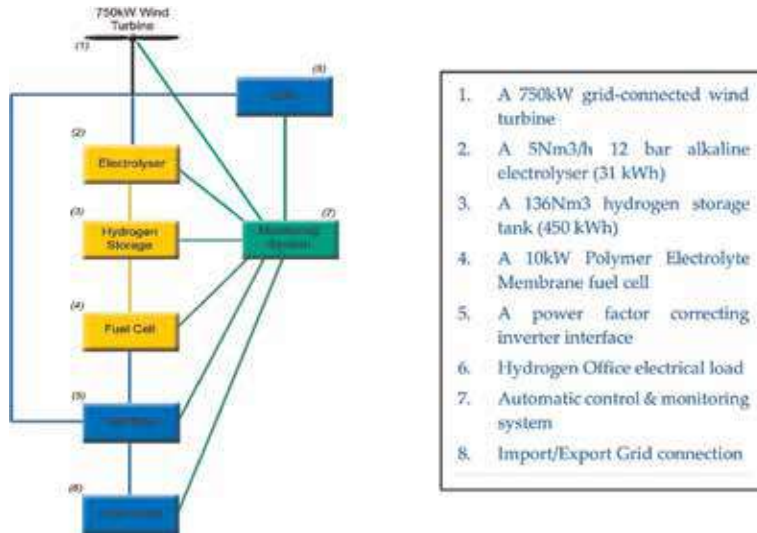 750kW Wind
Turbine
(1)
(8)
(2)
Electrolyser
(3)
(7)
Hydrogen
Storage
Monitoring
System
(4)
Fuel Cell
(5)
(6)
1. A 750kW grid-connected wind
turbine
2. A 5Nm3/h 12 bar alkaline
electrolyser (31 kWh)
3. A 136Nm3 hydrogen storage
tank (450 kWh)
4. A 10kW Polymer Electrolyte
Membrane fuel cell
5. A power factor correcting
inverter interface
6. Hydrogen Office electrical load
7. Automatic control & monitoring
system
8. Import/Export Grid connection